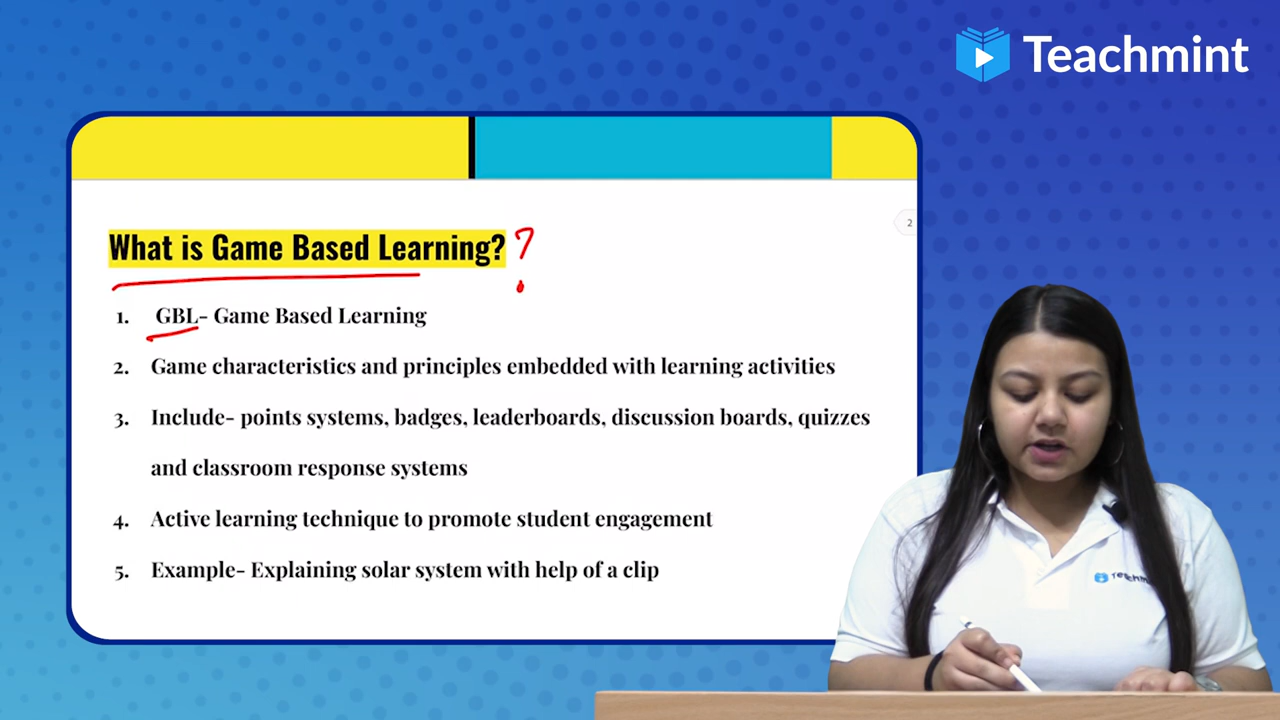 Teachmint
2
What is Game Based Learning? ?
1. GBL- Game Based Learning
2. Game characteristics and principles embedded with learning activities
3. Include- points systems, badges, leaderboards, discussion boards, quizzes
and classroom response systems
4. Active learning technique to promote student engagement
5. Example- Explaining solar system with help of a clip